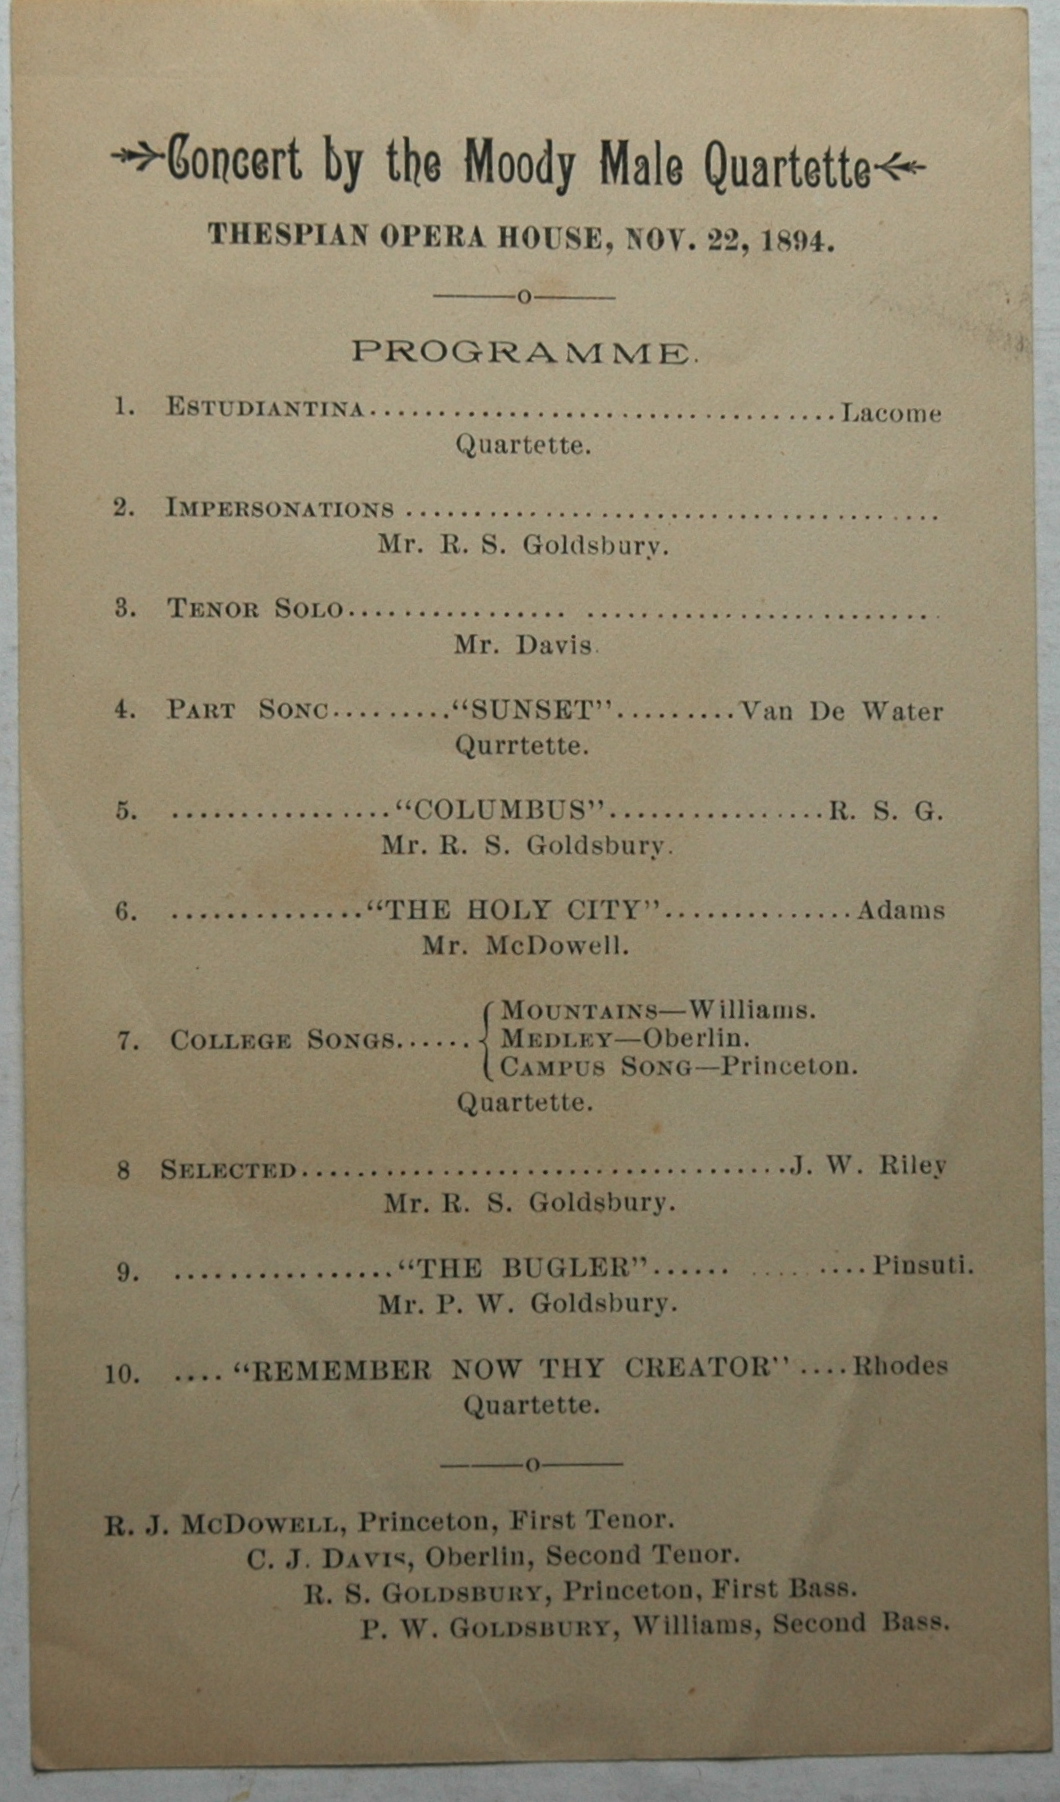 Concert by the Moody Male Quartette
THESPIAN OPERA HOUSE, NOV. 22, 1894.
PROGRAMME.
1. ESTUDIANTINA.................................Lacome
Quartette.
2. IMPERSONATIONS ......................................
Mr. R. S. Goldsbury.
3. TENOR SOLO................ .........................
Mr. Davis.
4. PART SONC........."SUNSET".........Van De Water
Qurrtette.
5. ................"COLUMBUS"................R. S. G.
Mr. R. S. Goldsbury.
6. .............."THE HOLY CITY"..............Adams
Mr. McDowell.
7. COLLEGE SONGS...... { MOUNTAINS—Williams.
MEDLEY—Oberlin.
CAMPUS SONG—Princeton.
Quartette.
8 SELECTED...................................J. W. Riley
Mr. R. S. Goldsbury.
9. ................"THE BUGLER"...... .... ....Pinsuti.
Mr. P. W. Goldsbury.
10. ...."REMEMBER NOW THY CREATOR"....Rhodes
Quartette.
R. J. MCDOWELL, Princeton, First Tenor.
C. J. DAVIS, Oberlin, Second Tenor.
R. S. GOLDSBURY, Princeton, First Bass.
P. W. GOLDSBURY, Williams, Second Bass.